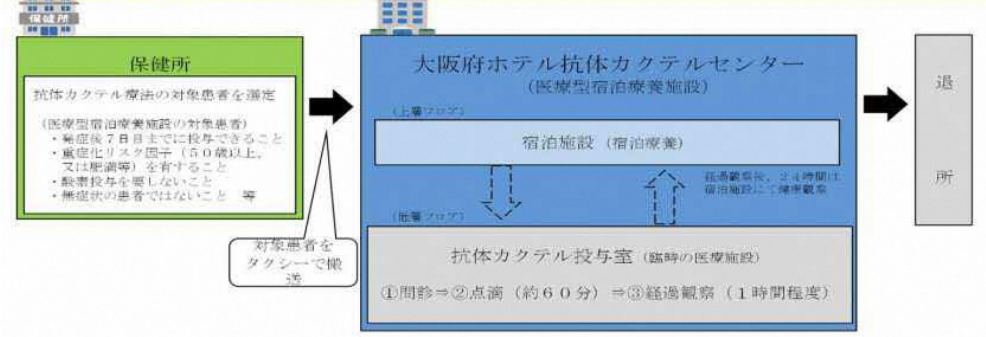 保健所
保健所
抗体カクテル療法の対象患者を選定
(医療型宿泊療養施設の対象患者)
・発症後7日目までに投与できること
・重症化リスク因子(50歳以上、
又は肥満等)を有すること
・酸素投与を要しないこと
・無症状の患者ではないこと 等
対象患者を
タクシーで搬
送
大阪府ホテル抗体カクテルセンター
(医療型宿泊療養施設)
(上層フロア)
宿泊施設(宿泊療養)
経過観察後、24時間は
宿泊施設にて健康観察
(低層フロア)
抗体カクテル投与室(臨時の医療施設)
①問診⇒②点滴(約60分)⇒③経過観察(1時間程度)
退
所